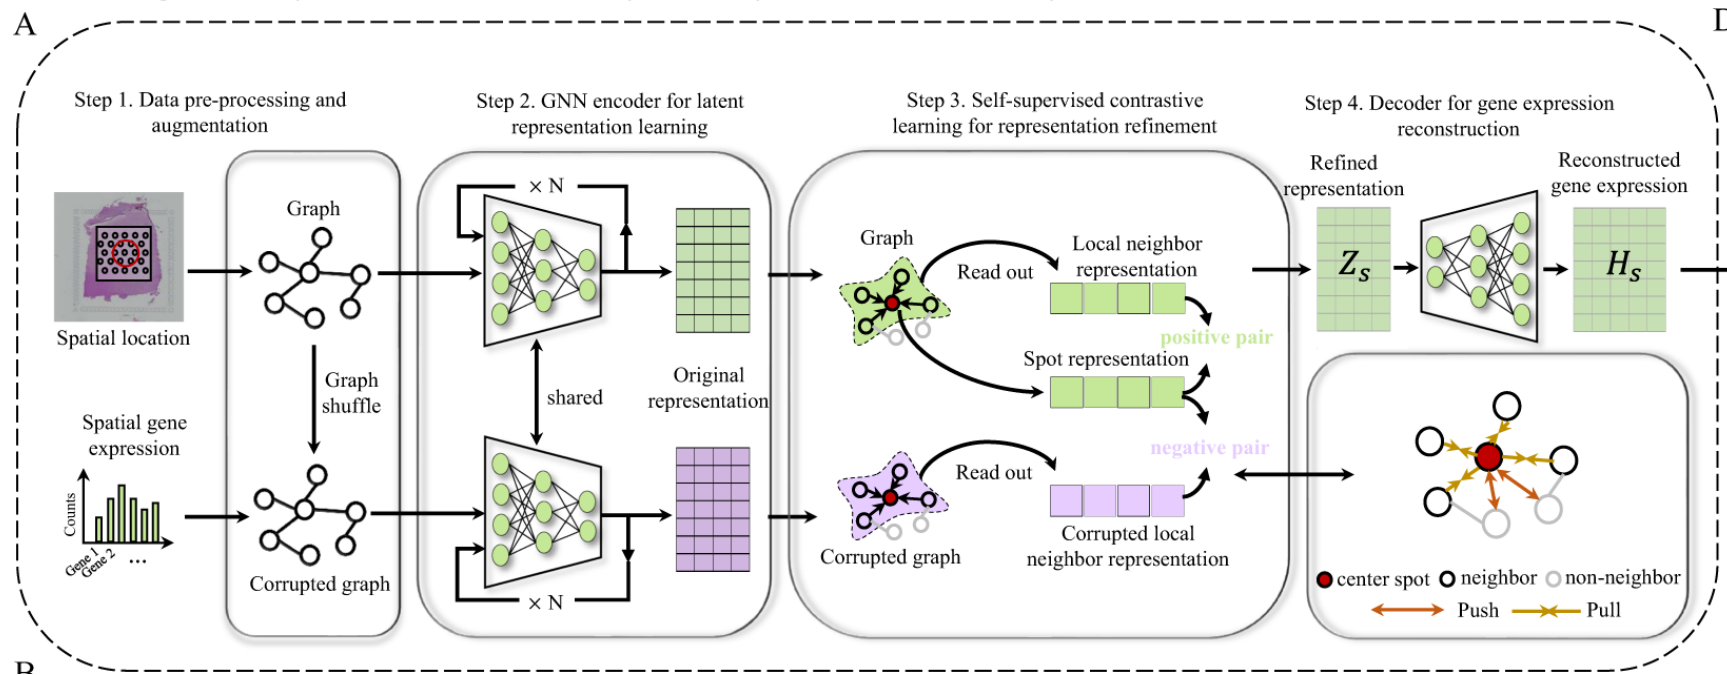 A
D
Step 1. Data pre-processing and
augmentation
Step 2. GNN encoder for latent
representation learning
Step 3. Self-supervised contrastive
learning for representation refinement
Step 4. Decoder for gene expression
reconstruction
Spatial location
Spatial gene
expression
Counts
Gene 1
Gene 2
...
Graph
Graph
shuffle
Corrupted graph
× N
shared
× N
Original
representation
Graph
Read out
Local neighbor
representation
positive pair
Spot representation
negative pair
Read out
Corrupted graph
Corrupted local
neighbor representation
Refined
representation
Zs
Reconstructed
gene expression
Hs
center spot
neighbor
non-neighbor
Push
Pull